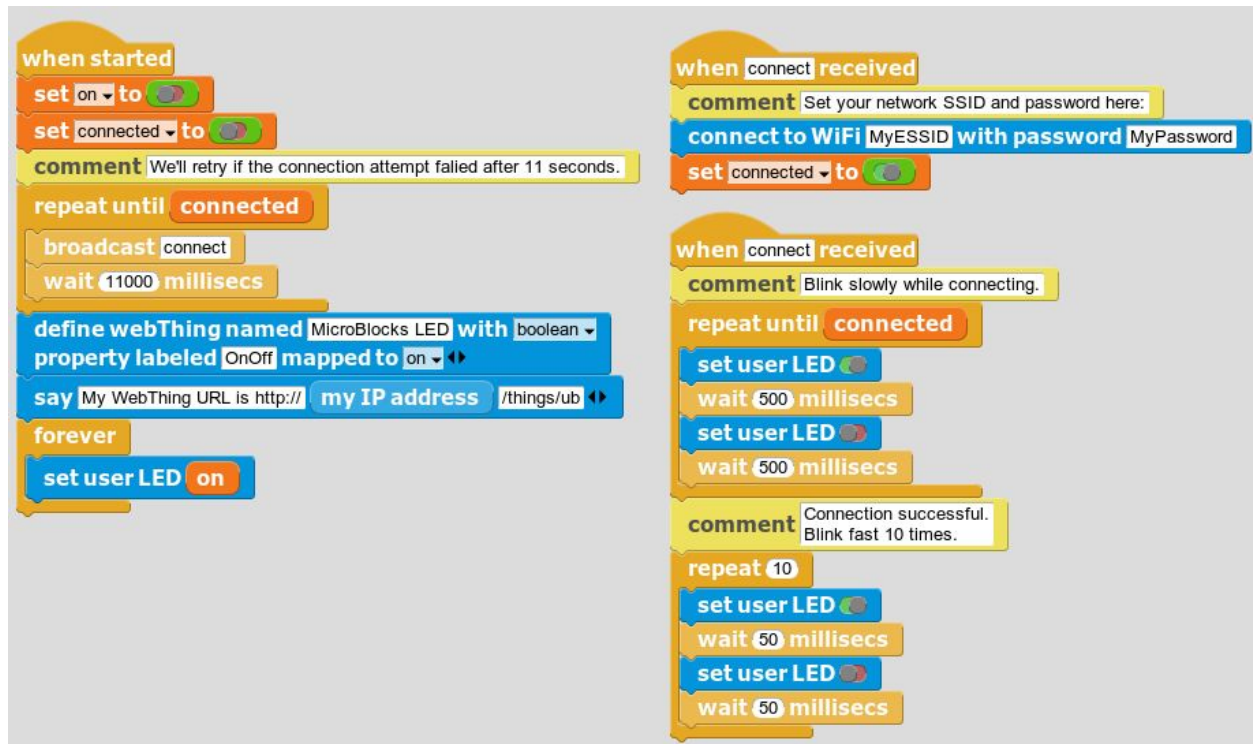 when started
set on to
set connected to
comment We'll retry if the connection attempt falied after 11 seconds.
repeat until connected
broadcast connect
wait 11000 millisecs
define webThing named MicroBlocks LED with boolean
property labeled OnOff mapped to on
say My WebThing URL is http:// my IP address /things/ub
forever
set user LED on
when connect received
comment Set your network SSID and password here:
connect to WiFi MyESSID with password MyPassword
set connected to
when connect received
comment Blink slowly while connecting.
repeat until connected
set user LED
wait 500 millisecs
set user LED
wait 500 millisecs
comment Connection successful.
Blink fast 10 times.
repeat 10
set user LED
wait 50 millisecs
set user LED
wait 50 millisecs